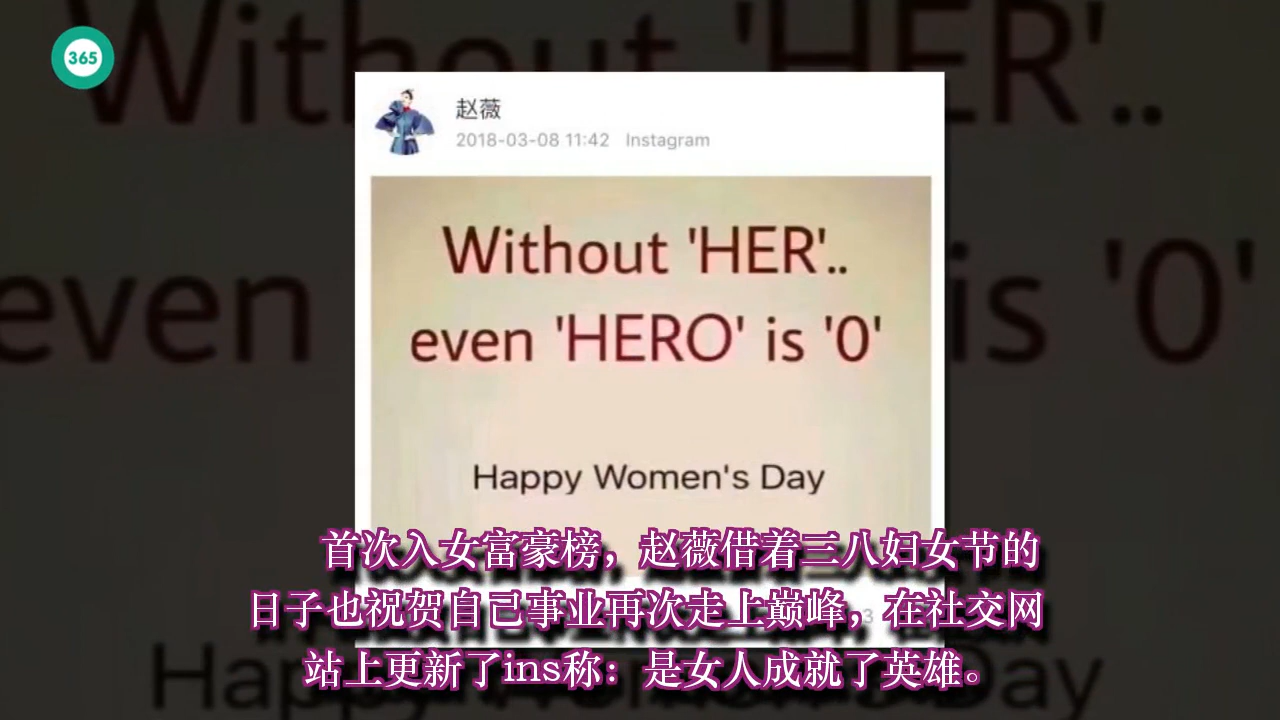 365
赵薇
2018-03-08 11:42 Instagram
Without 'HER'..
even 'HERO' is '0'
Happy Women's Day
首次入女富豪榜，赵薇借着三八妇女节的
日子也祝贺自己事业再次走上巅峰，在社交网
站上更新了ins称：是女人成就了英雄。